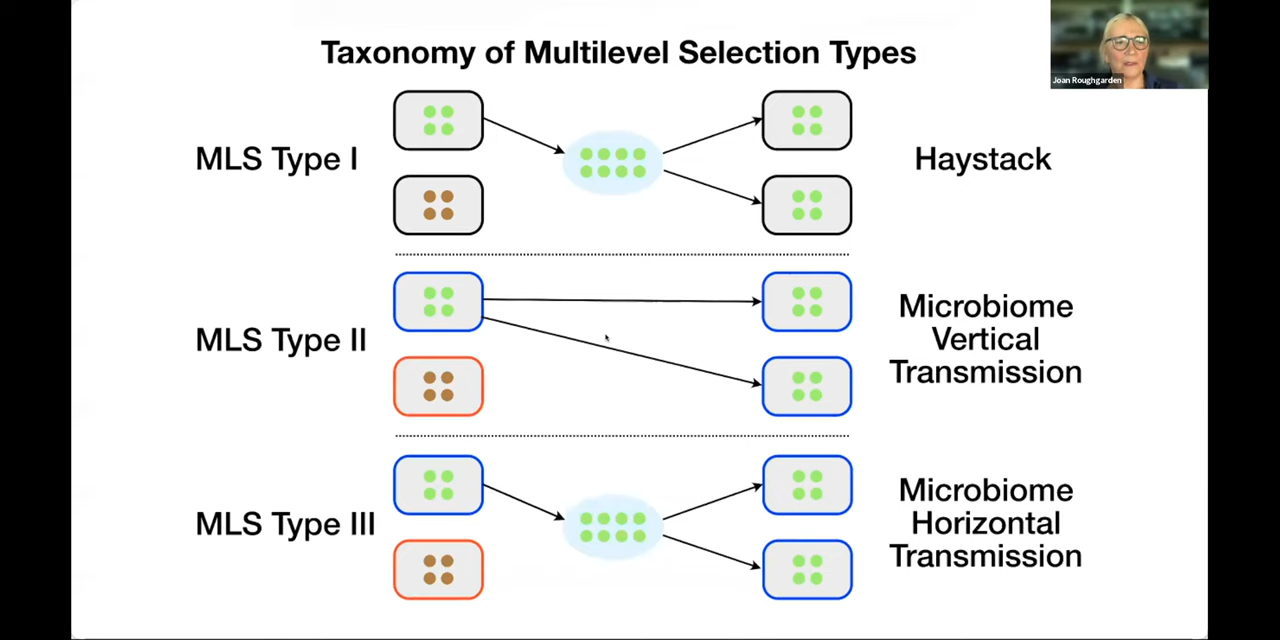 Taxonomy of Multilevel Selection Types
Joan Roughgarden
MLS Type I
Haystack
MLS Type II
Microbiome
Vertical
Transmission
MLS Type III
Microbiome
Horizontal
Transmission